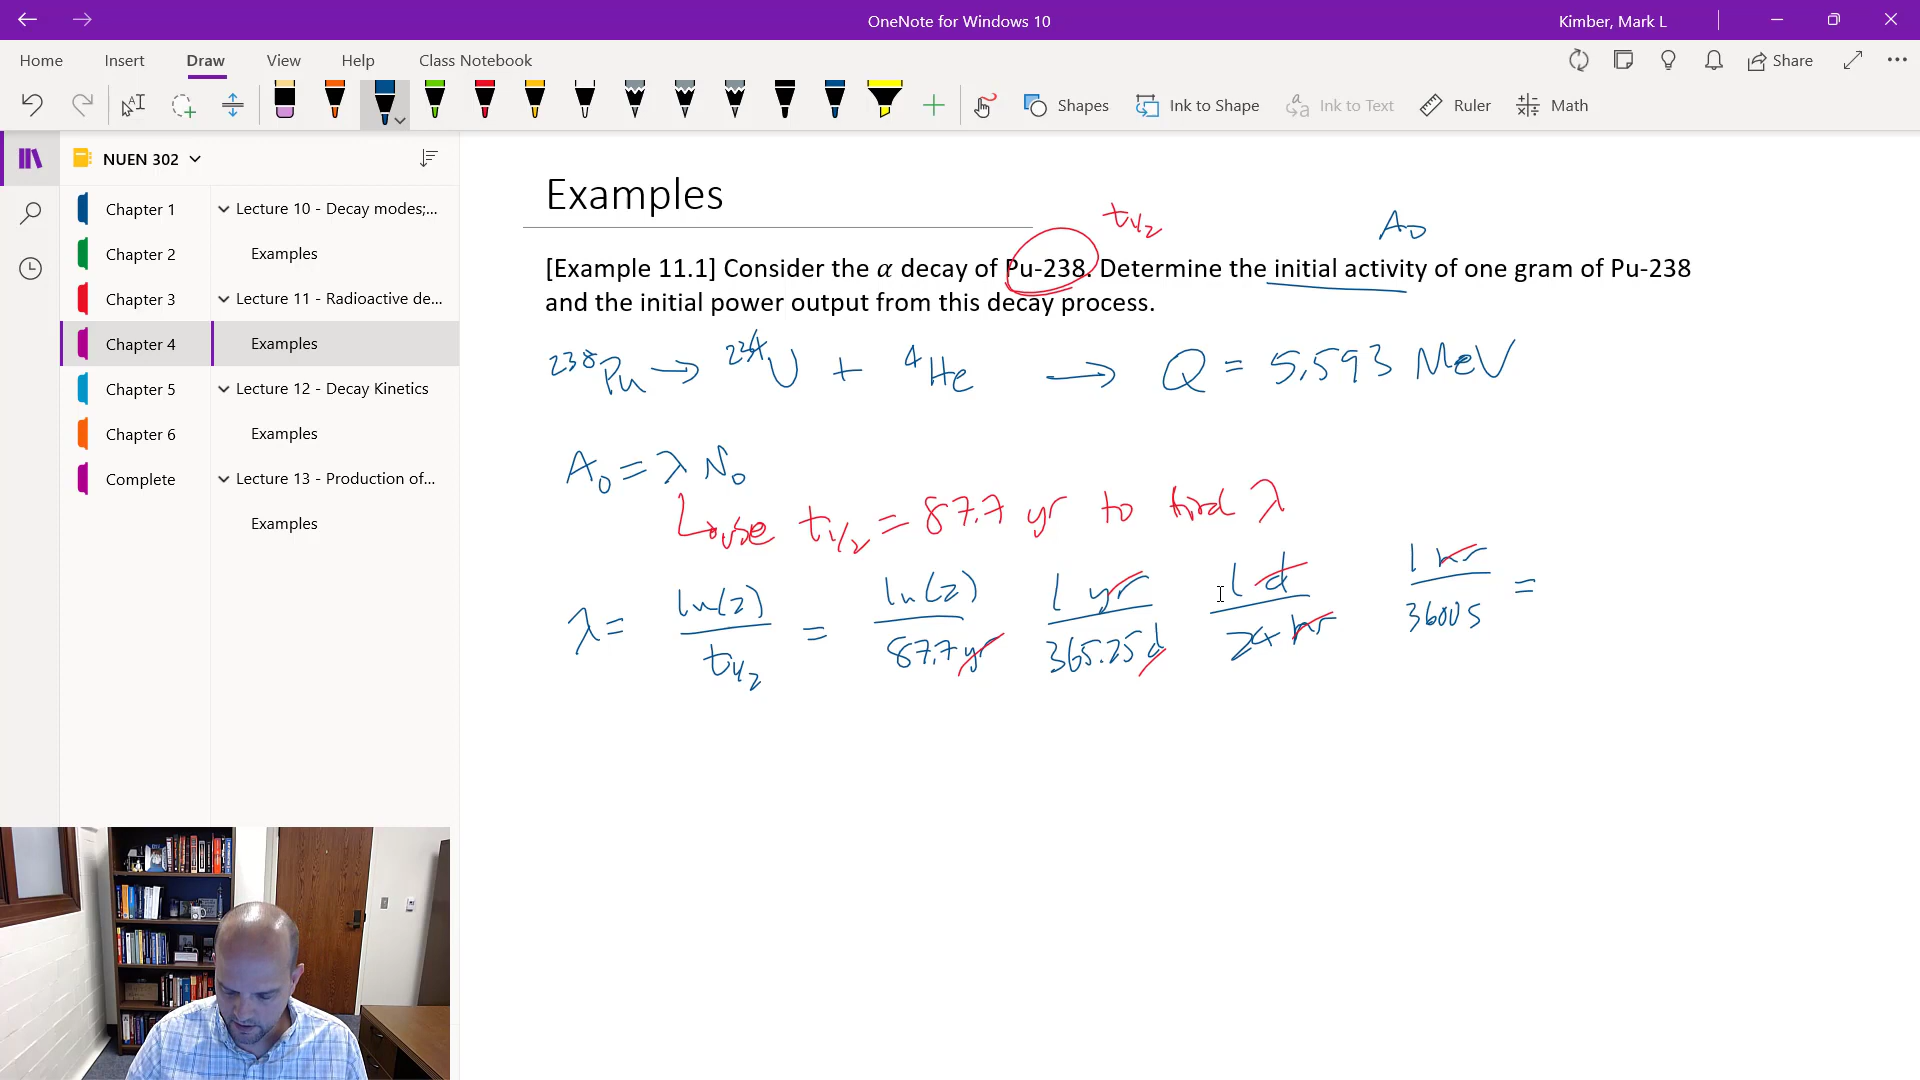 OneNote for Windows 10
Kimber, Mark L
Home Insert Draw View Help Class Notebook
Share
Shapes Ink to Shape Ink to Text Ruler Math
NUEN 302
Chapter 1
Chapter 2
Chapter 3
Chapter 4
Chapter 5
Chapter 6
Complete
Lecture 10 - Decay modes;...
Examples
Lecture 11 - Radioactive de...
Examples
Lecture 12 - Decay Kinetics
Examples
Lecture 13 - Production of...
Examples
Examples
t1/2
A0
[Example 11.1] Consider the α decay of Pu-238. Determine the initial activity of one gram of Pu-238
and the initial power output from this decay process.
²³⁸Pu → ²³⁴U + ⁴He → Q = 5.593 MeV
A₀ = λ N₀
↳ use t1/2 = 87.7 yr to find λ
λ = ln(2)/t1/2 = ln(2)/87.7 yr 1 yr/365.25 d 1 d/24 hr 1 hr/3600 s =